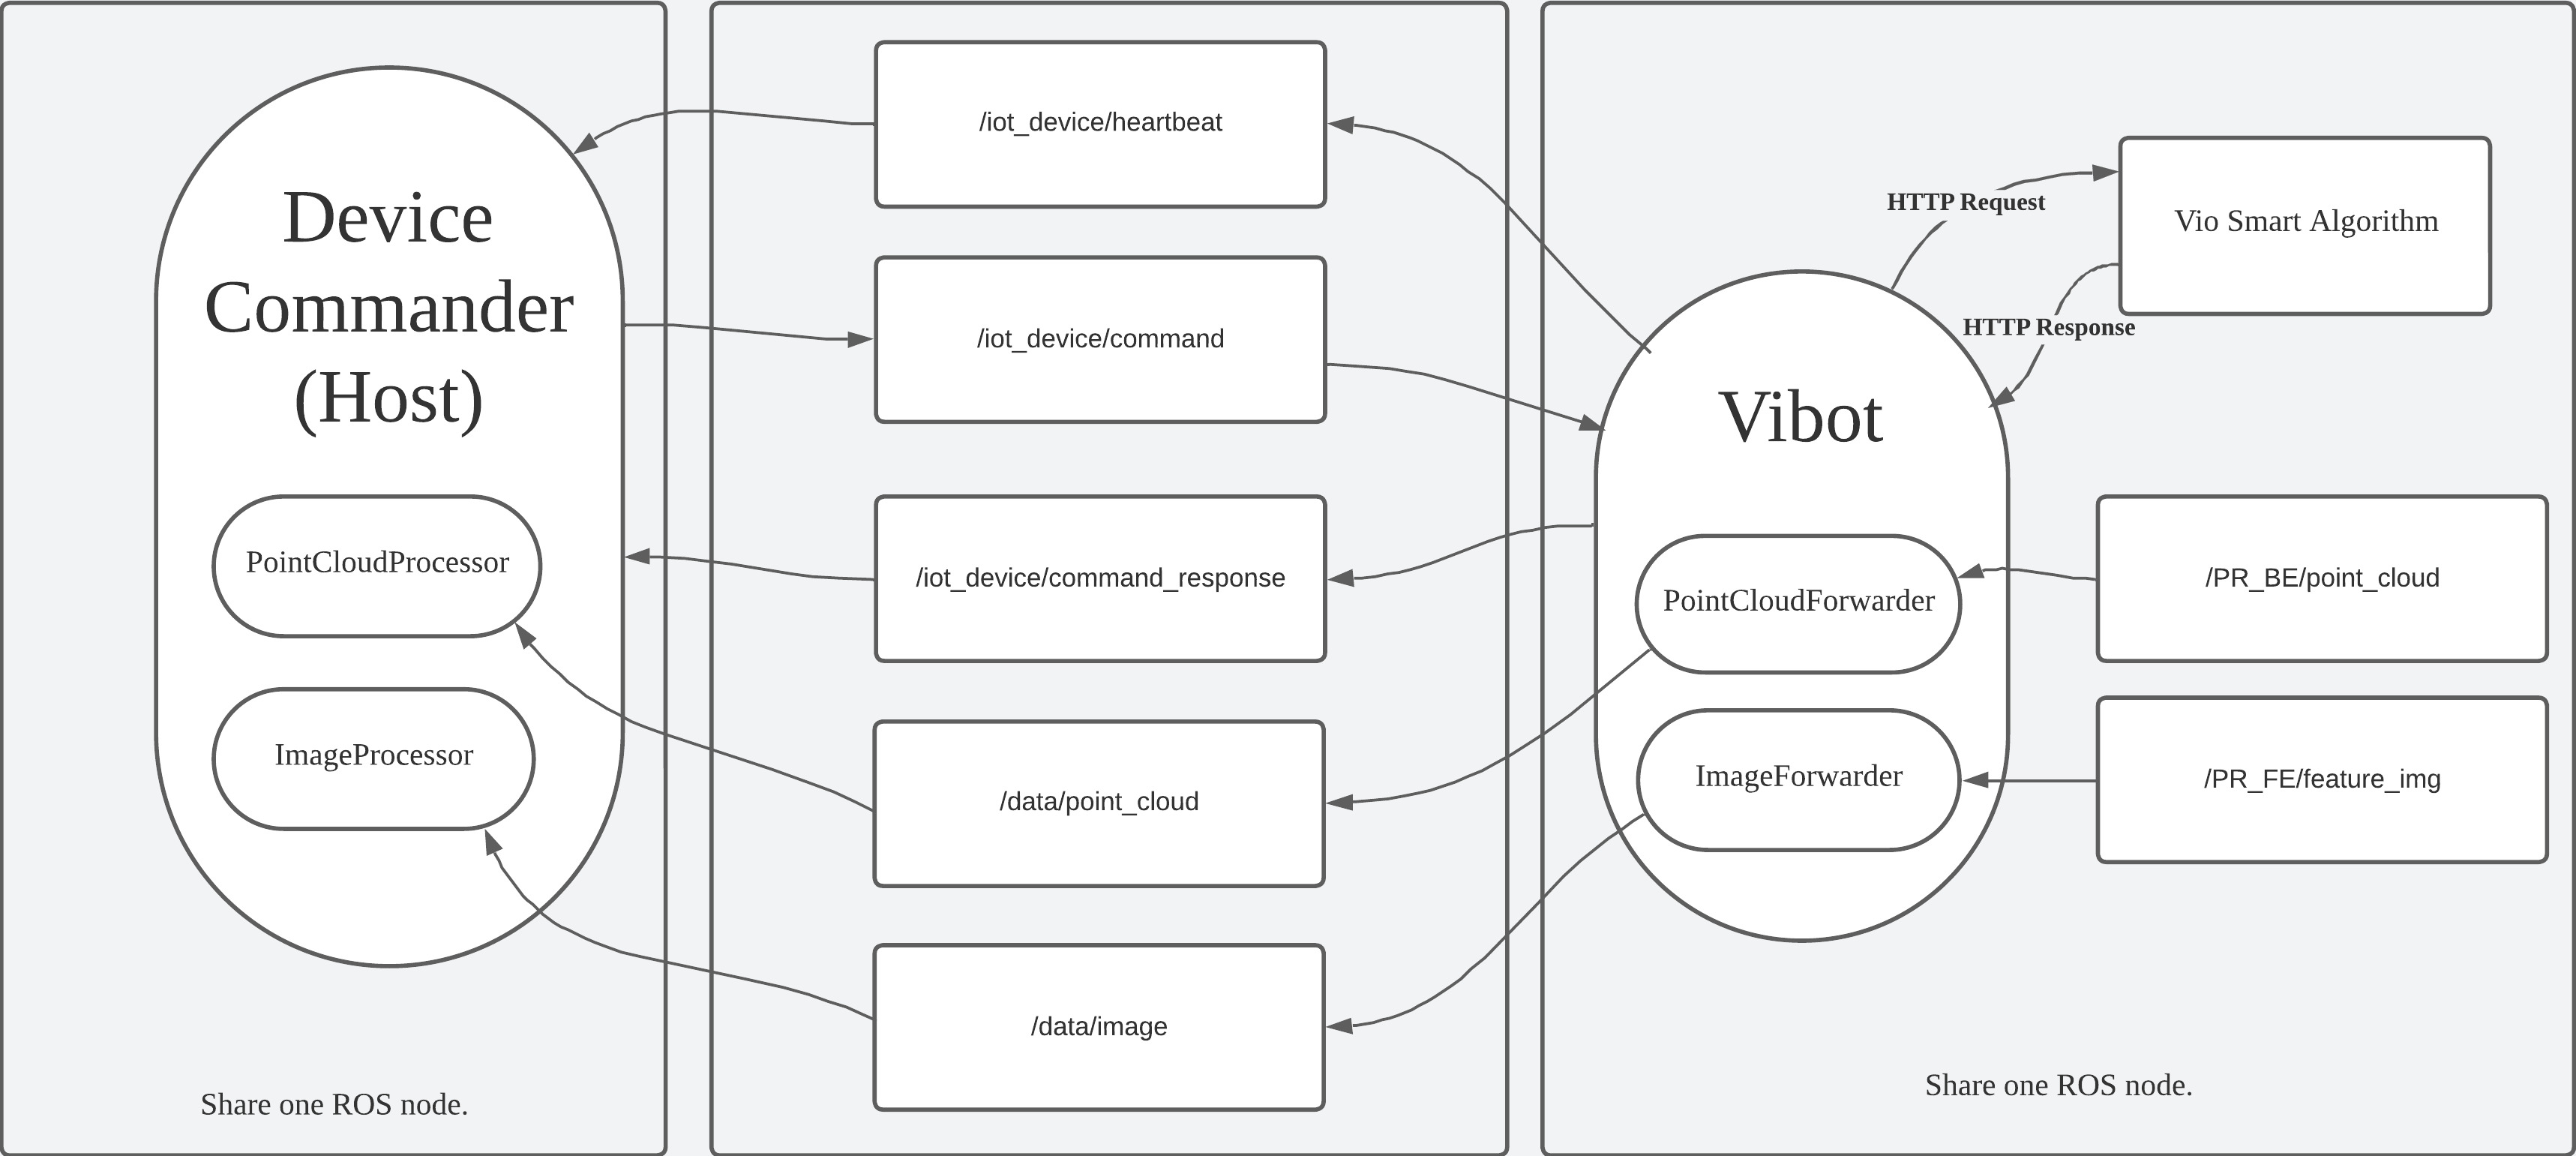 Device
Commander
(Host)
PointCloudProcessor
ImageProcessor
Share one ROS node.
/iot_device/heartbeat
/iot_device/command
/iot_device/command_response
/data/point_cloud
/data/image
HTTP Request
Vio Smart Algorithm
HTTP Response
Vibot
PointCloudForwarder
/PR_BE/point_cloud
ImageForwarder
/PR_FE/feature_img
Share one ROS node.